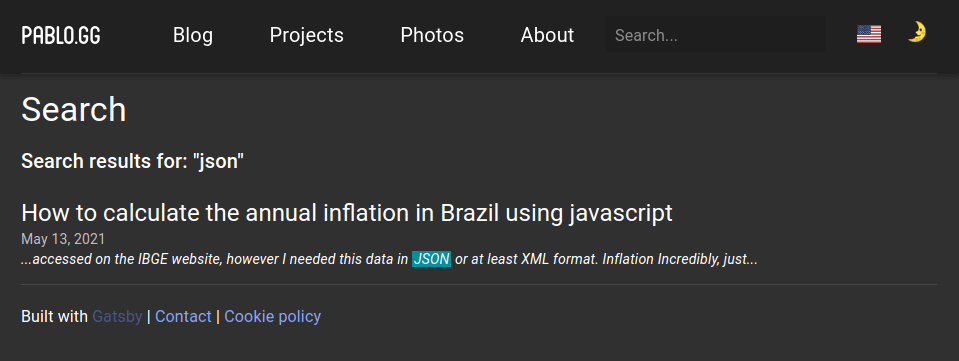 PABLO.GG Blog Projects Photos About Search...
Search
Search results for: "json"
How to calculate the annual inflation in Brazil using javascript
May 13, 2021
...accessed on the IBGE website, however I needed this data in JSON or at least XML format. Inflation Incredibly, just...
Built with Gatsby | Contact | Cookie policy